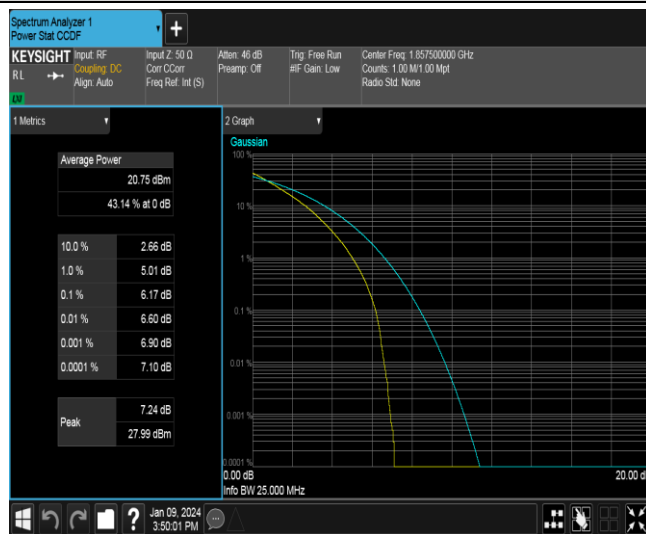 Spectrum Analyzer 1
Power Stat CCDF
+
KEYSIGHT
RL
LXI
Input: RF
Coupling: DC
Align: Auto
Input Z: 50 Ω
Corr CCorr
Freq Ref: Int (S)
Atten: 46 dB
Preamp: Off
Trig: Free Run
#IF Gain: Low
Center Freq: 1.857500000 GHz
Counts: 1.00 M/1.00 Mpt
Radio Std: None
1 Metrics
Average Power
20.75 dBm
43.14 % at 0 dB
10.0 % 2.66 dB
1.0 % 5.01 dB
0.1 % 6.17 dB
0.01 % 6.60 dB
0.001 % 6.90 dB
0.0001 % 7.10 dB
Peak
7.24 dB
27.99 dBm
2 Graph
Gaussian
100 %
10 %
1 %
0.1 %
0.01 %
0.001 %
0.0001 %
0.00 dB
20.00 d
Info BW 25.000 MHz
?
Jan 09, 2024
3:50:01 PM